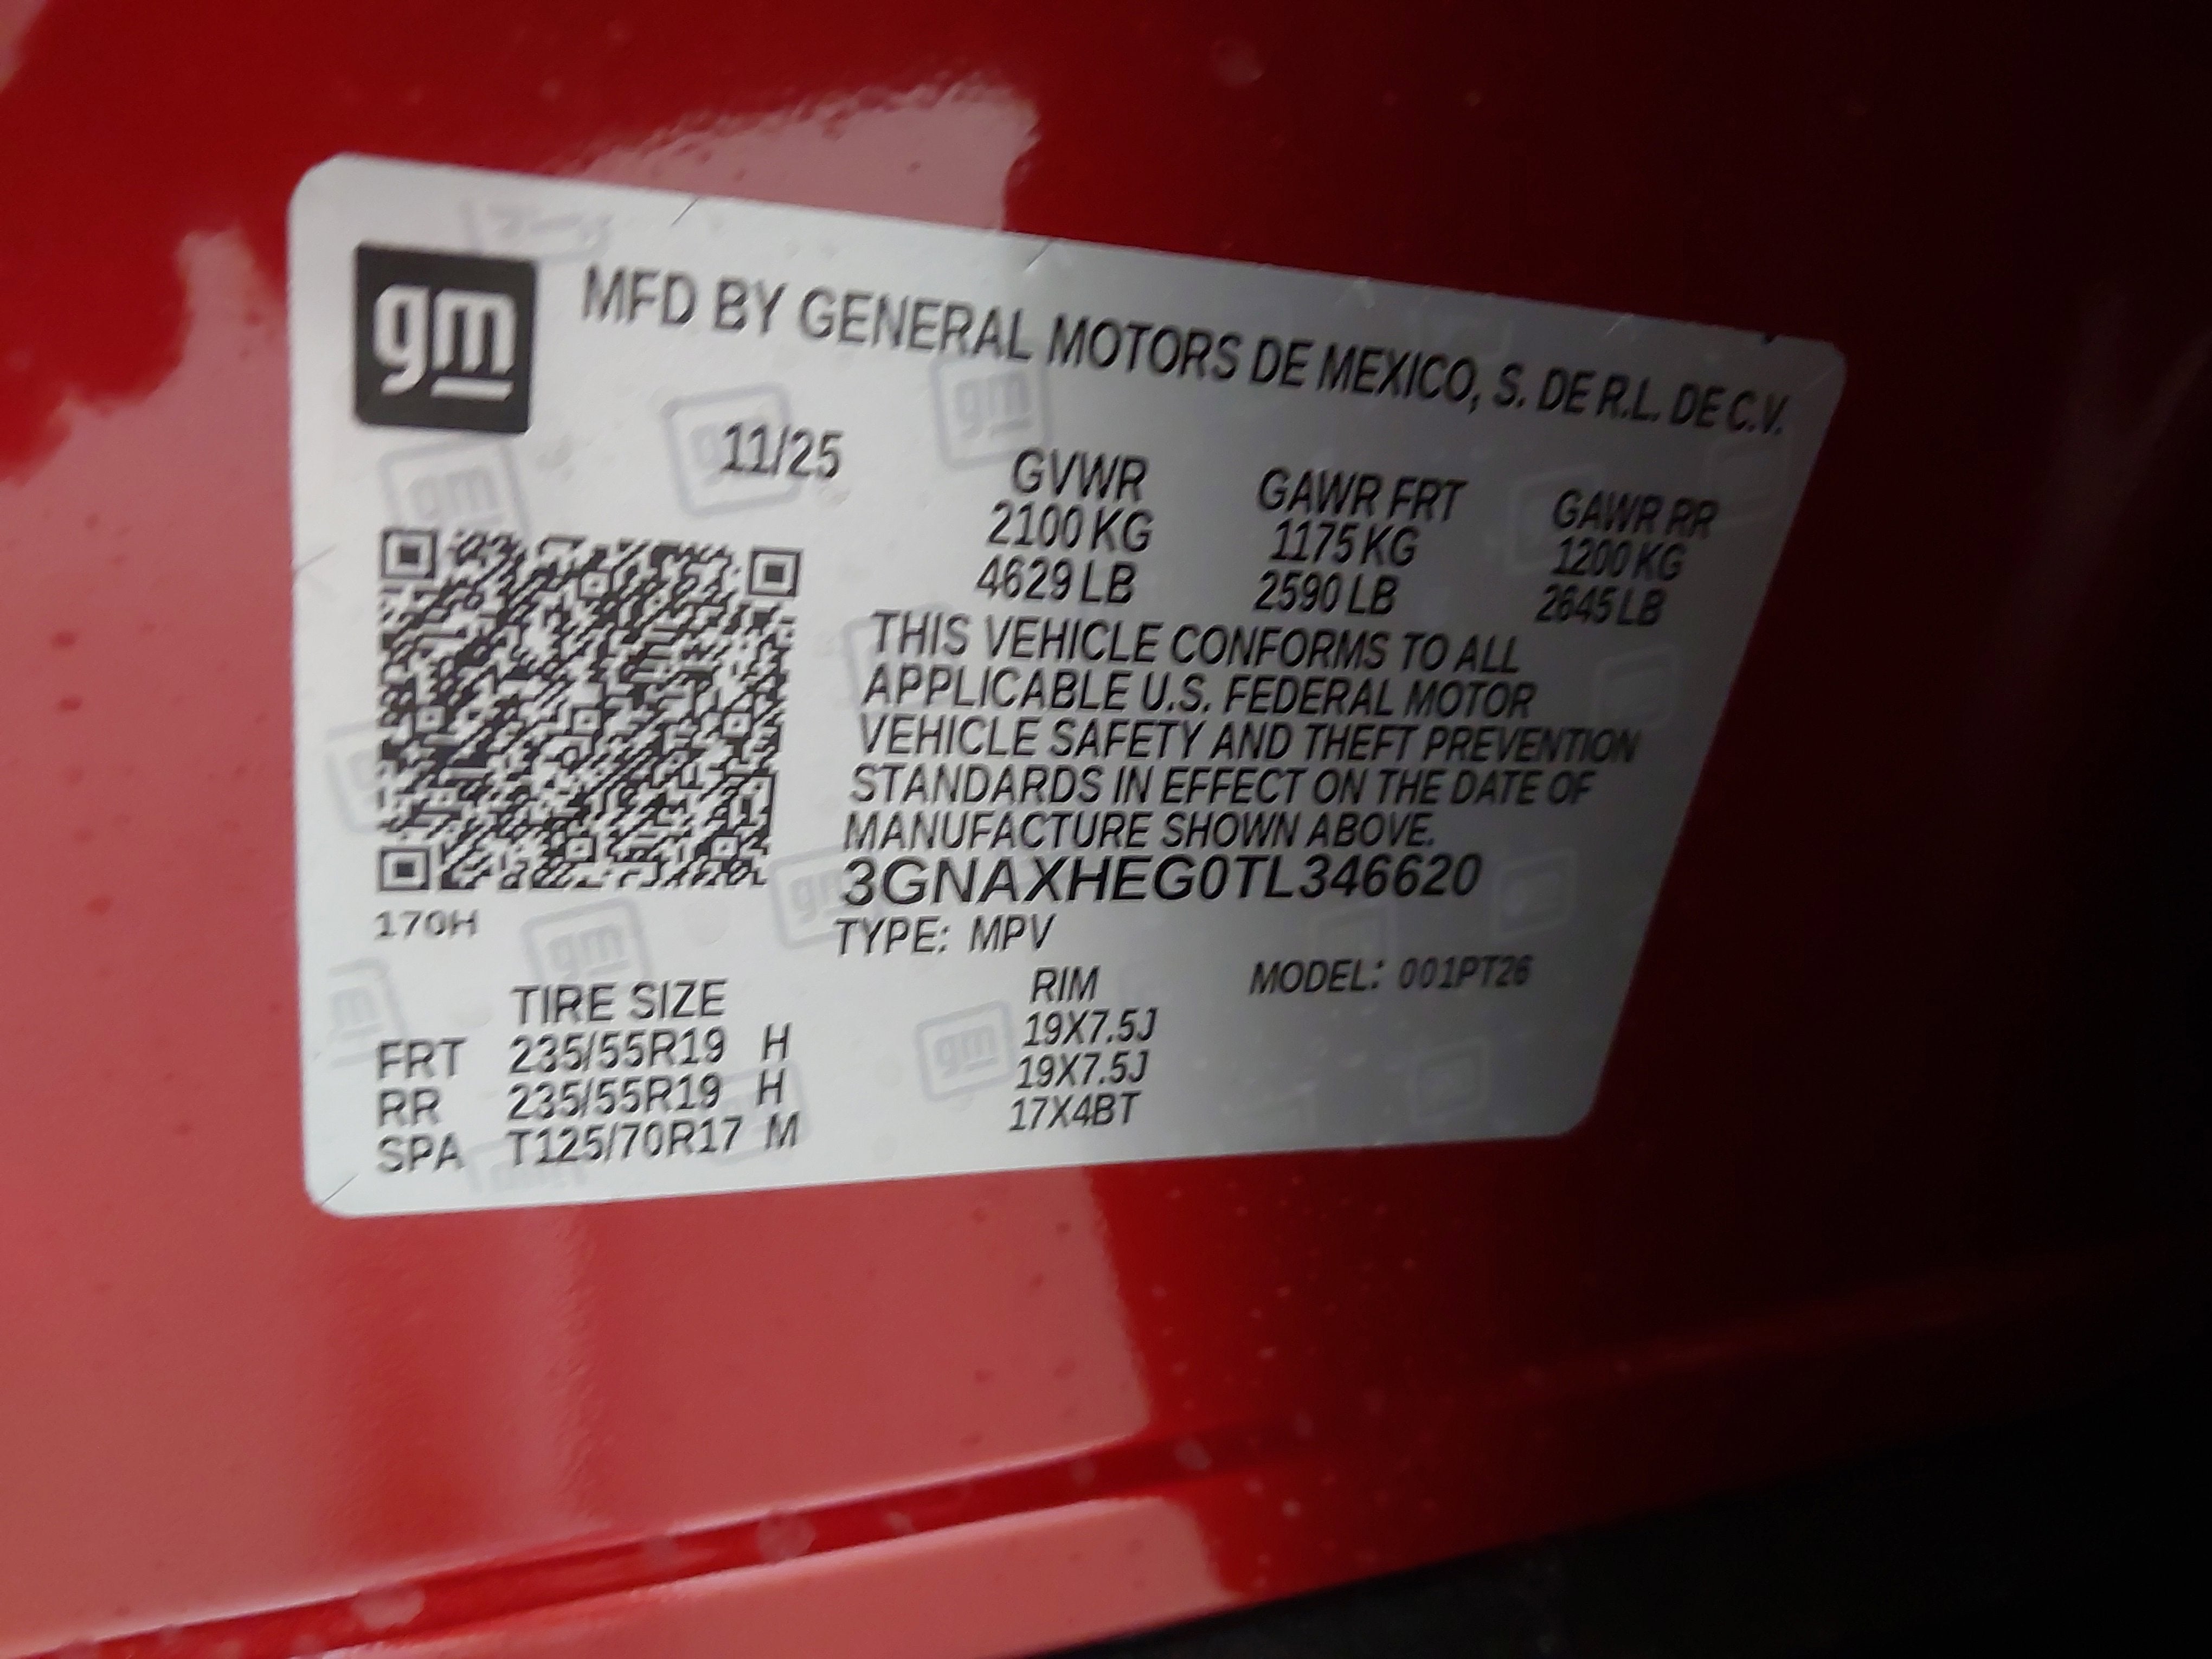 gm
MFD BY GENERAL MOTORS DE MEXICO, S. DE R.L. DE C.V.
11/25
GVWR GAWR FRT GAWR RR
2100 KG 1175 KG 1200 KG
4629 LB 2590 LB 2645 LB
THIS VEHICLE CONFORMS TO ALL
APPLICABLE U.S. FEDERAL MOTOR
VEHICLE SAFETY AND THEFT PREVENTION
STANDARDS IN EFFECT ON THE DATE OF
MANUFACTURE SHOWN ABOVE.
3GNAXHEG0TL346620
170H
TYPE: MPV
MODEL: 001PT26
TIRE SIZE RIM
FRT 235/55R19 H 19X7.5J
RR 235/55R19 H 19X7.5J
SPA T125/70R17 M 17X4BT